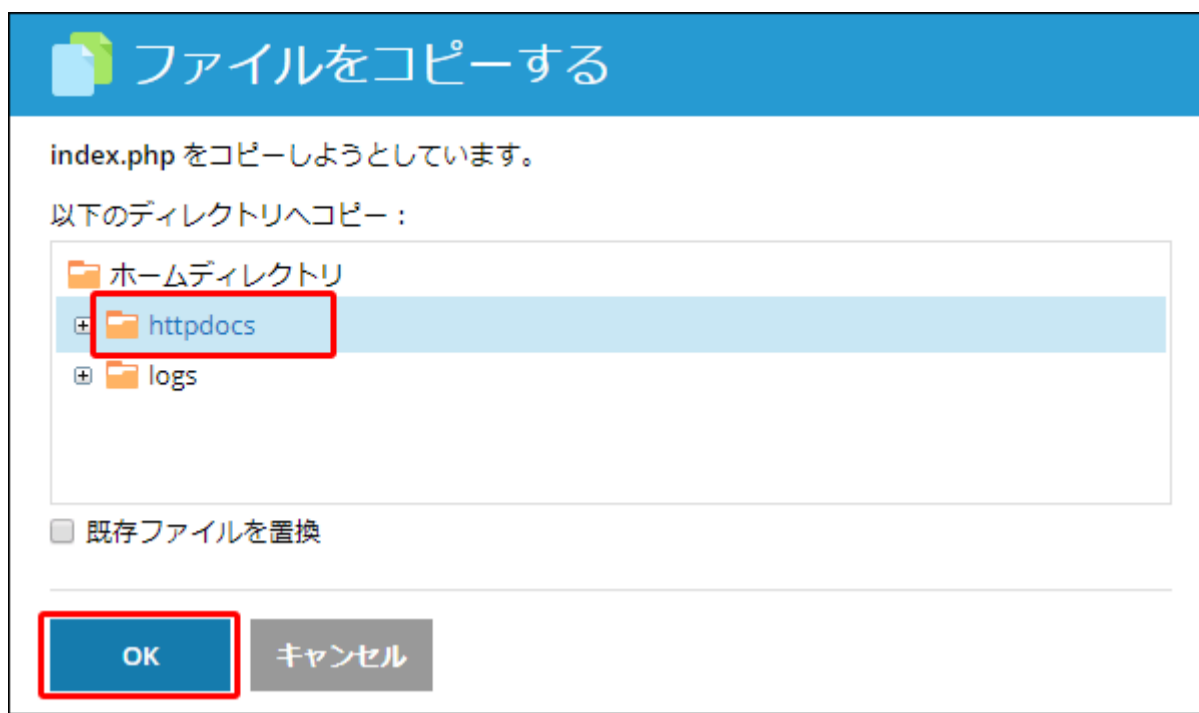 ファイルをコピーする
index.php をコピーしようとしています。
以下のディレクトリへコピー：
ホームディレクトリ
httpdocs
logs
既存ファイルを置換
OK
キャンセル